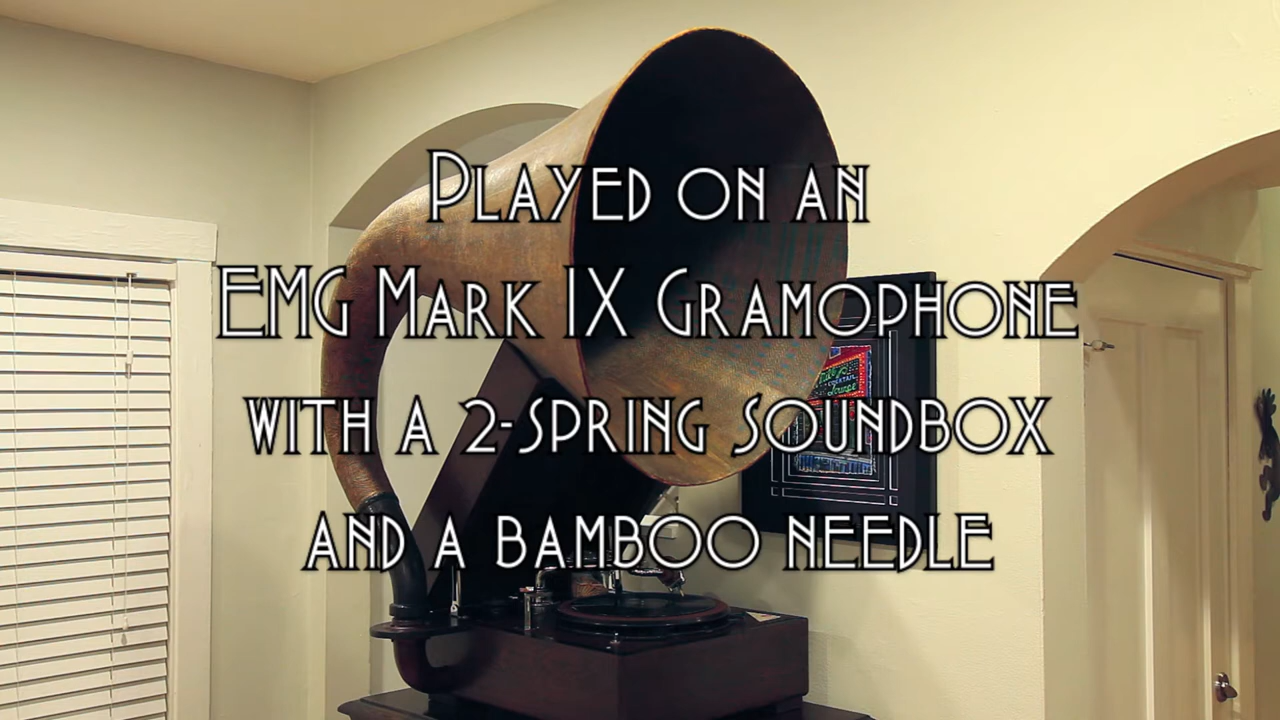 Played on an
EMG Mark IX Gramophone
with a 2-spring Soundbox
and a bamboo needle